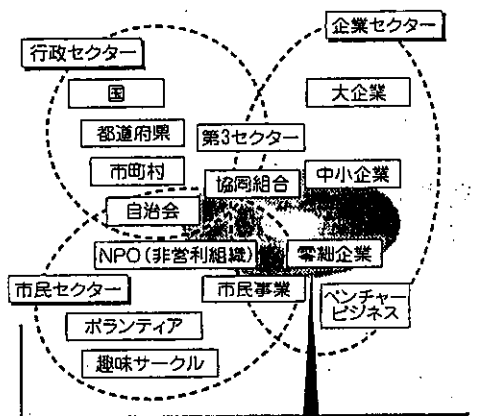 企業セクター
行政セクター
国
大企業
都道府県
第3セクター
市町村
協同組合
中小企業
自治会
NPO(非営利組織)
零細企業
市民セクター
市民事業
ベンチャー
ビジネス
ボランティア
趣味サークル